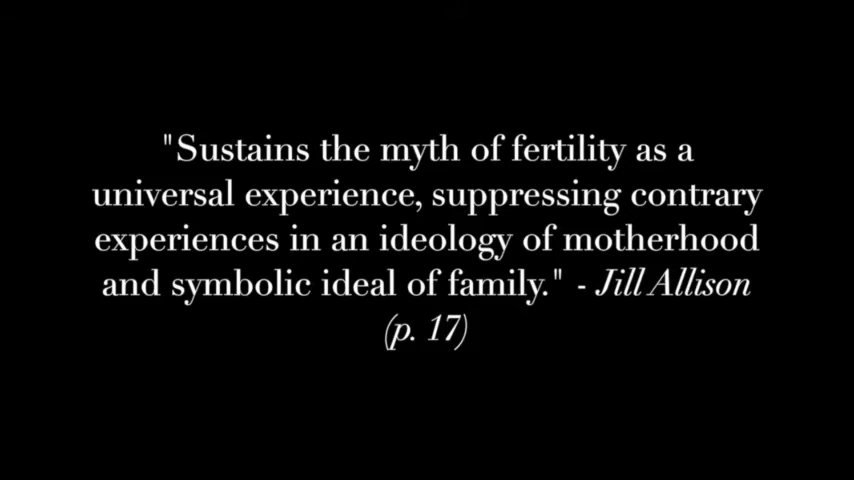 "Sustains the myth of fertility as a
universal experience, suppressing contrary
experiences in an ideology of motherhood
and symbolic ideal of family." - Jill Allison
(p. 17)